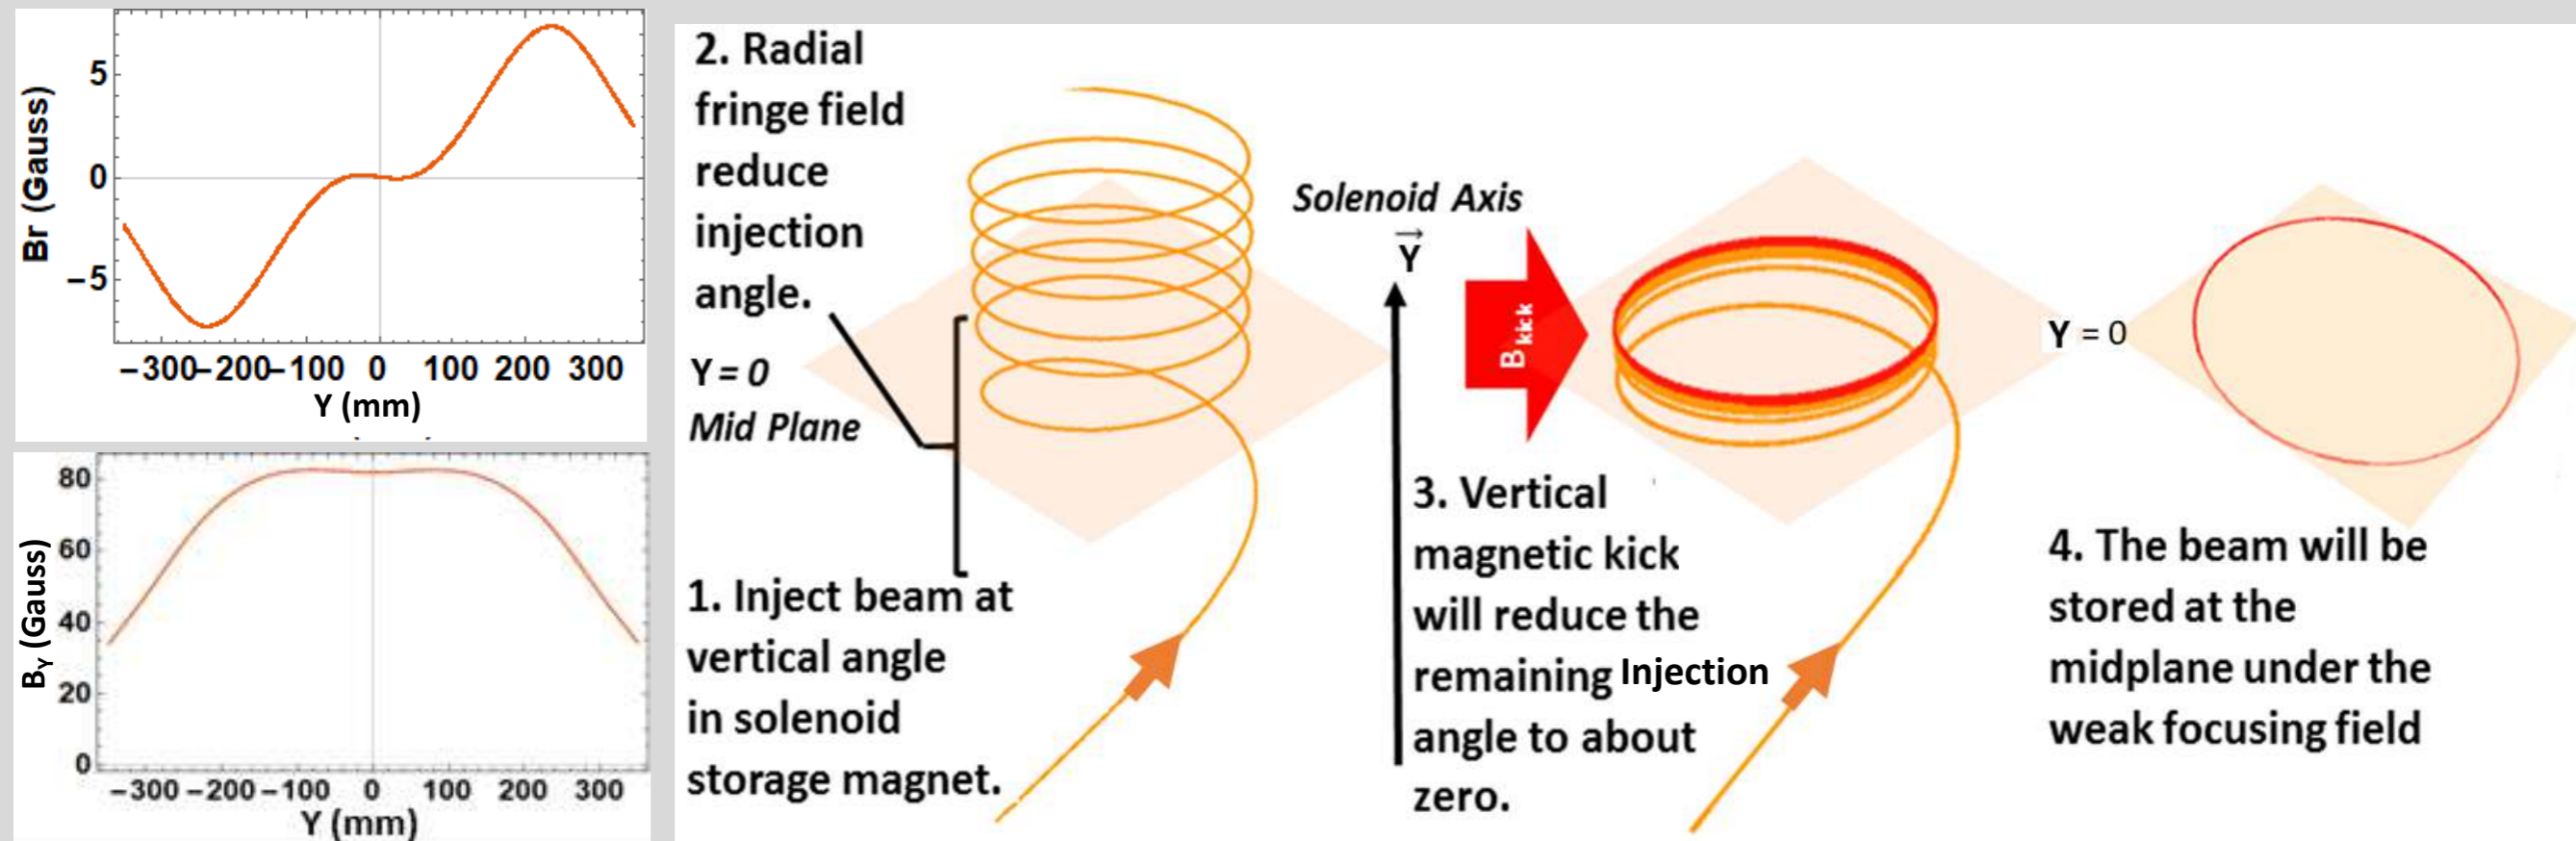 5
0
−5
Br (Gauss)
−300 −200 −100 0 100 200 300
Y (mm)
80
60
40
20
0
BY (Gauss)
−300 −200 −100 0 100 200 300
Y (mm)
2. Radial
fringe field
reduce
injection
angle.
Y = 0
Mid Plane
1. Inject beam at
vertical angle
in solenoid
storage magnet.
Solenoid Axis
Y
Bkick
3. Vertical
magnetic kick
will reduce the
remaining Injection
angle to about
zero.
Y = 0
4. The beam will be
stored at the
midplane under the
weak focusing field